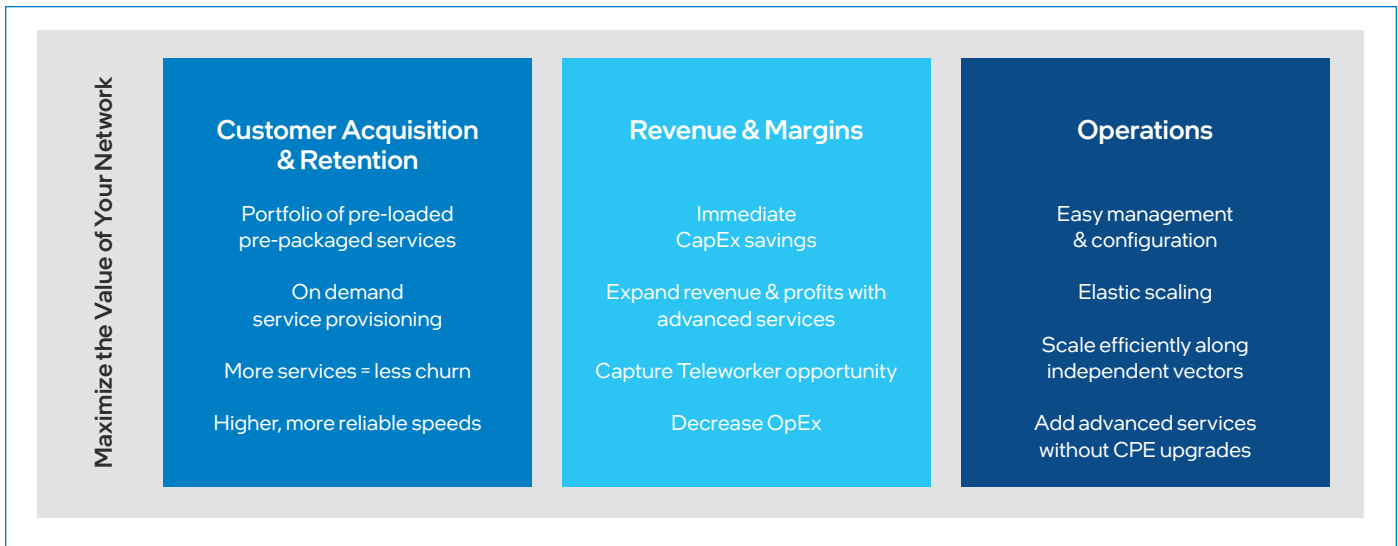 Maximize the Value of Your Network
Customer Acquisition
& Retention
Portfolio of pre-loaded
pre-packaged services
On demand
service provisioning
More services = less churn
Higher, more reliable speeds
Revenue & Margins
Immediate
CapEx savings
Expand revenue & profits with
advanced services
Capture Teleworker opportunity
Decrease OpEx
Operations
Easy management
& configuration
Elastic scaling
Scale efficiently along
independent vectors
Add advanced services
without CPE upgrades